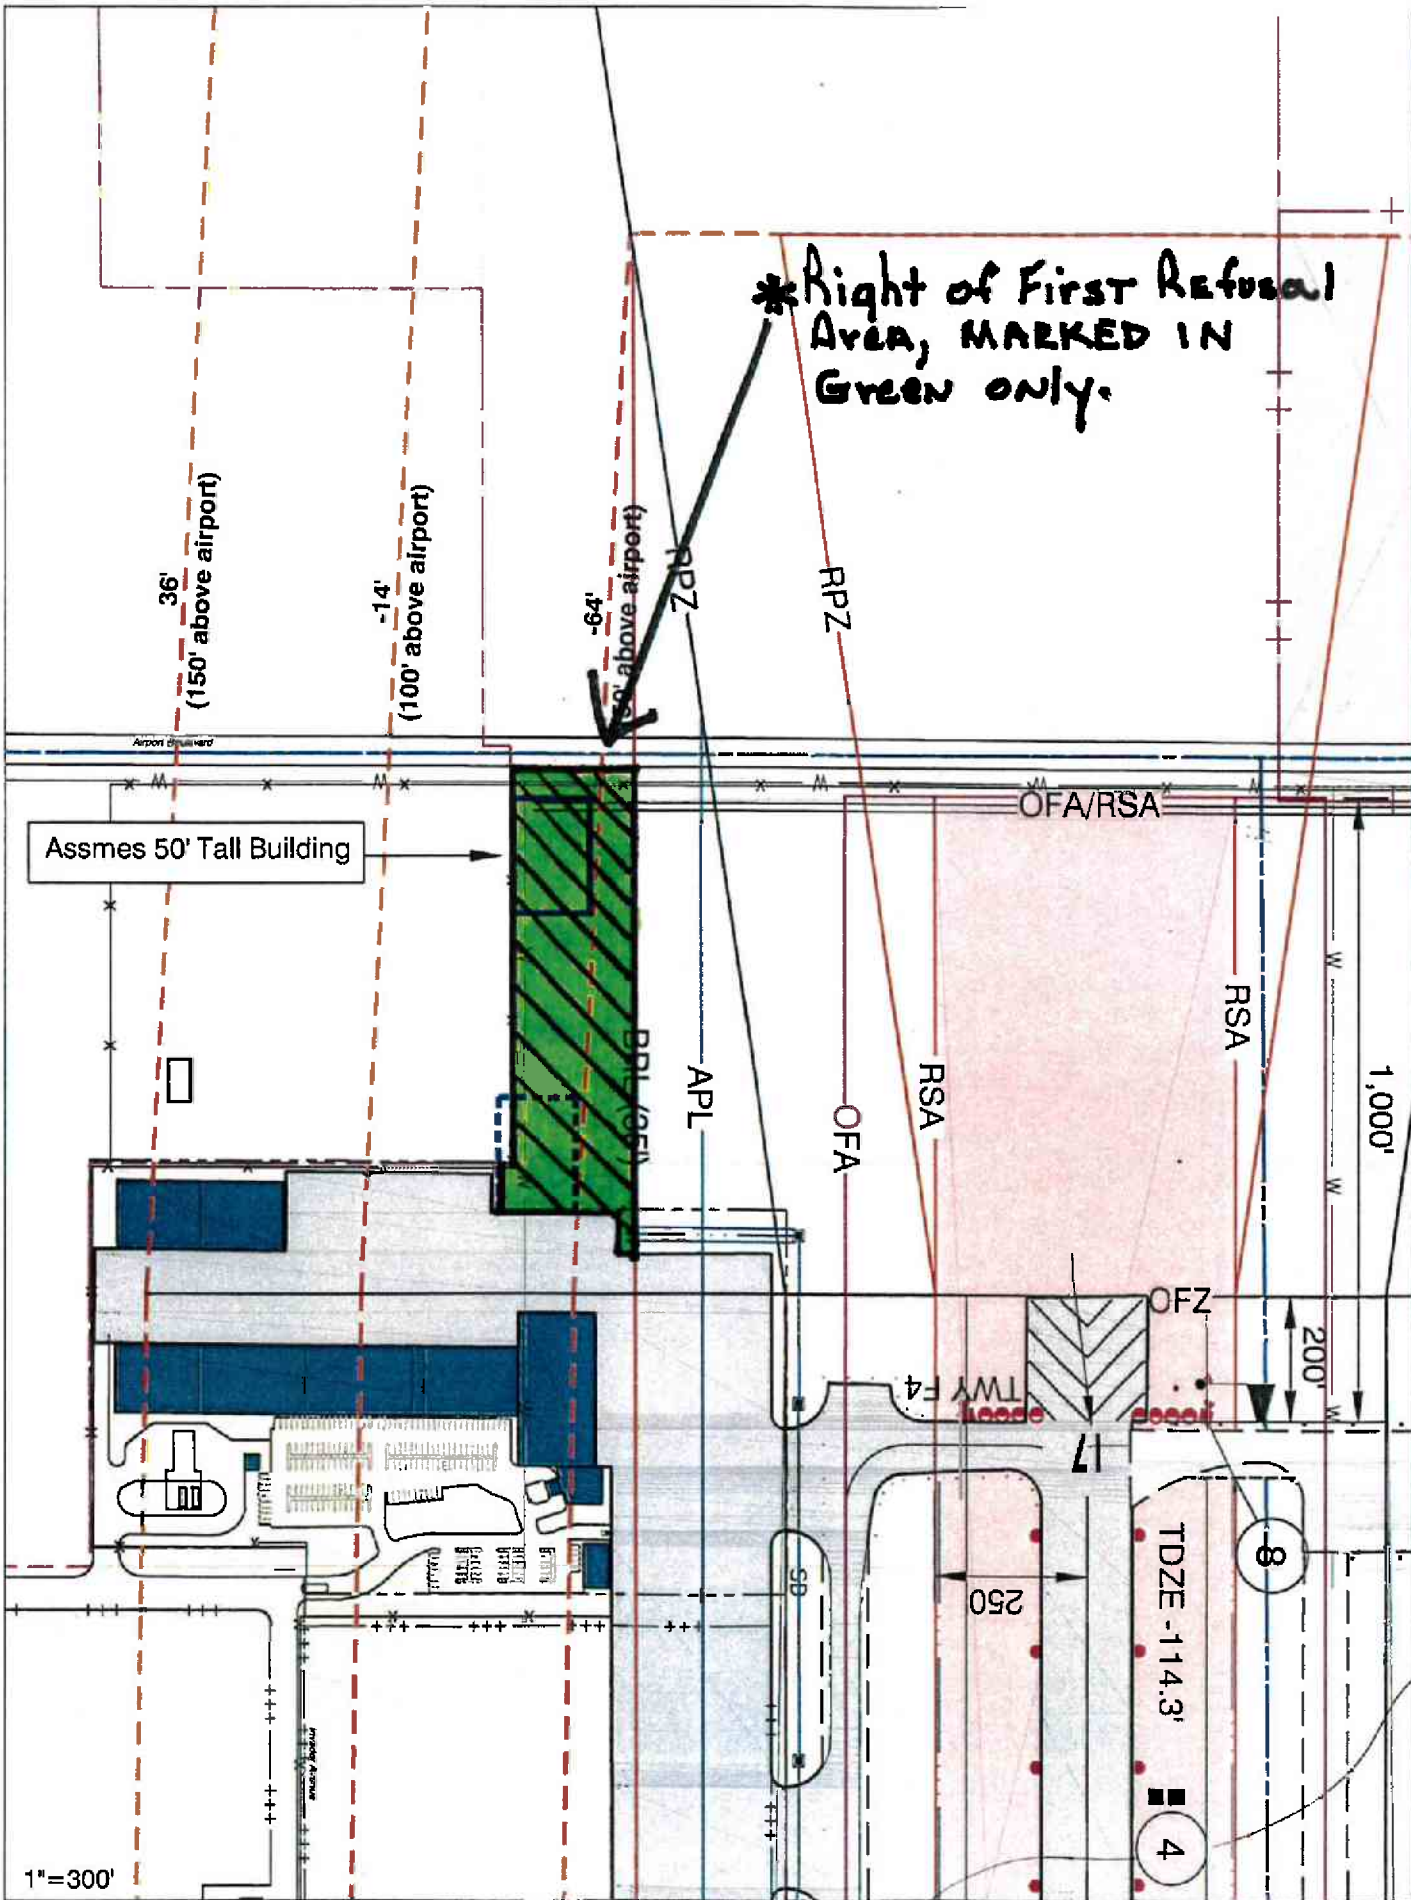 *Right of First Refusal
Area, MARKED IN
Green ONLY.
36'
(150' above airport)
-14'
(100' above airport)
-64'
above airport)
RPZ
RPZ
Airport Boulevard
W
W
W
W
OFA/RSA
Assmes 50' Tall Building
APL
OFA
RSA
RSA
1,000'
W
W
W
OFZ
200'
TWY F4
17
8
TDZE -114.3'
250
SD
4
1"=300'